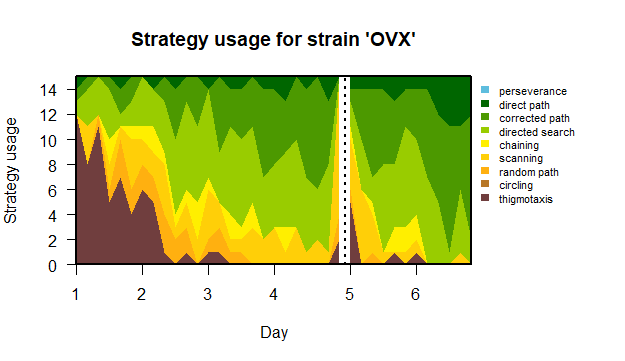 Strategy usage for strain 'OVX'
Strategy usage
14
12
10
8
6
4
2
0
1
2
3
4
5
6
Day
perseverance
direct path
corrected path
directed search
chaining
scanning
random path
circling
thigmotaxis